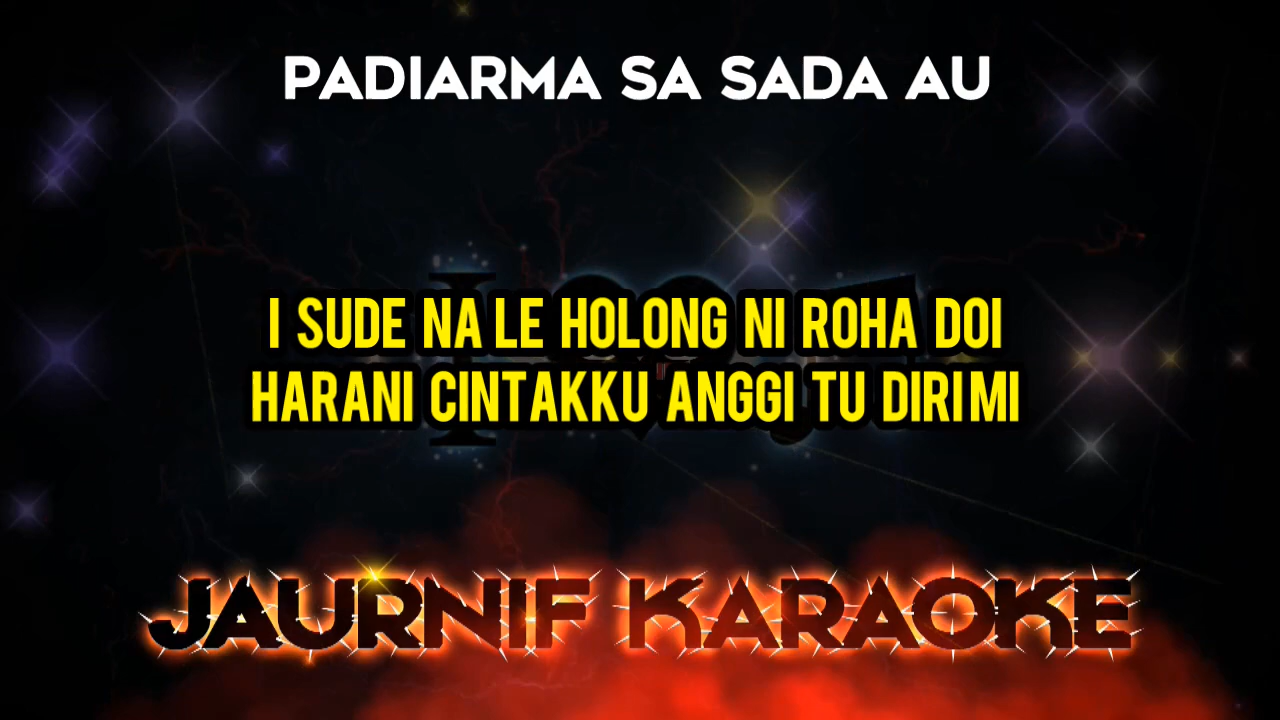 PADIARMA SA SADA AU
I SUDE NA LE HOLONG NI ROHA DOI
HARANI CINTAKKU ANGGI TU DIRIMI
JAURNIF KARAOKE